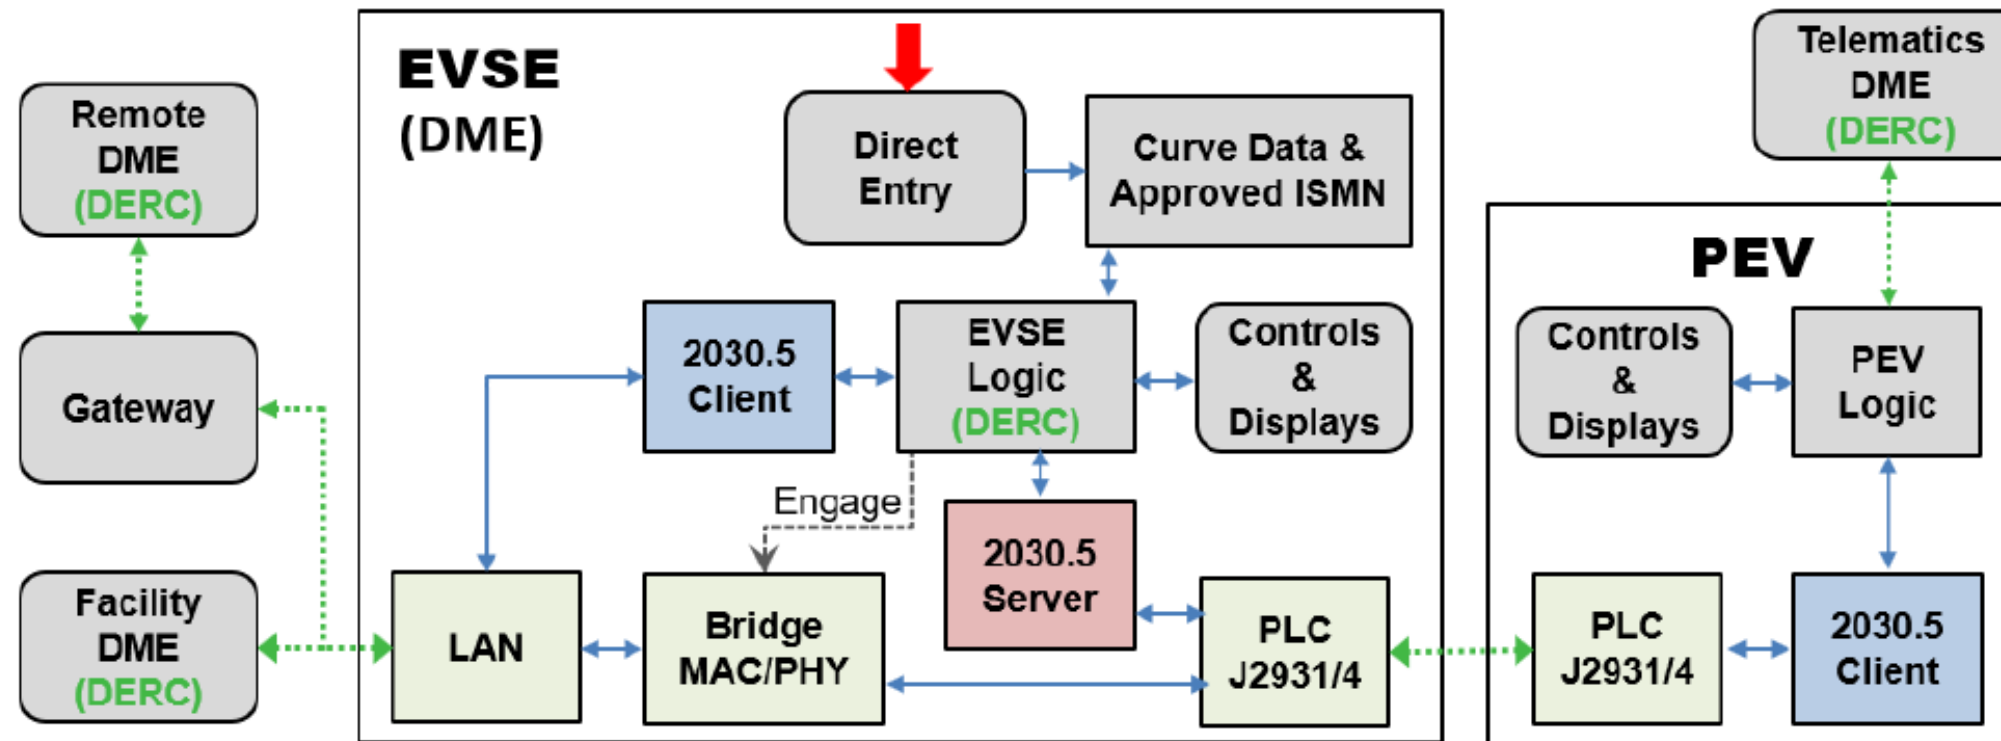 EVSE
(DME)
Remote
DME
(DERC)
Gateway
Facility
DME
(DERC)
Direct
Entry
Curve Data &
Approved ISMN
2030.5
Client
EVSE
Logic
(DERC)
Controls
&
Displays
Engage
2030.5
Server
LAN
Bridge
MAC/PHY
PLC
J2931/4
Telematics
DME
(DERC)
PEV
Controls
&
Displays
PEV
Logic
PLC
J2931/4
2030.5
Client